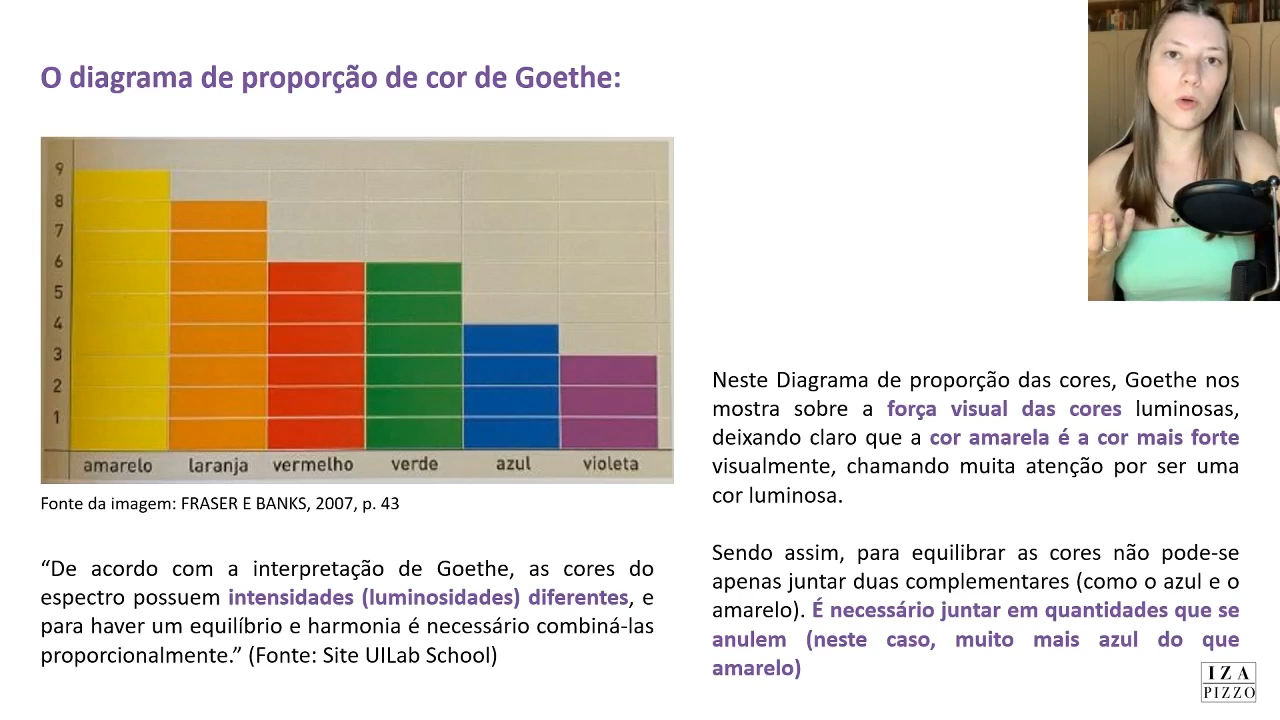 O diagrama de proporção de cor de Goethe:
9
8
7
6
5
4
3
2
1
amarelo laranja vermelho verde azul violeta
Fonte da imagem: FRASER E BANKS, 2007, p. 43
“De acordo com a interpretação de Goethe, as cores do
espectro possuem intensidades (luminosidades) diferentes, e
para haver um equilíbrio e harmonia é necessário combiná-las
proporcionalmente.” (Fonte: Site UILab School)
Neste Diagrama de proporção das cores, Goethe nos
mostra sobre a força visual das cores luminosas,
deixando claro que a cor amarela é a cor mais forte
visualmente, chamando muita atenção por ser uma
cor luminosa.
Sendo assim, para equilibrar as cores não pode-se
apenas juntar duas complementares (como o azul e o
amarelo). É necessário juntar em quantidades que se
anulem (neste caso, muito mais azul do que
amarelo)
IZA
PIZZO